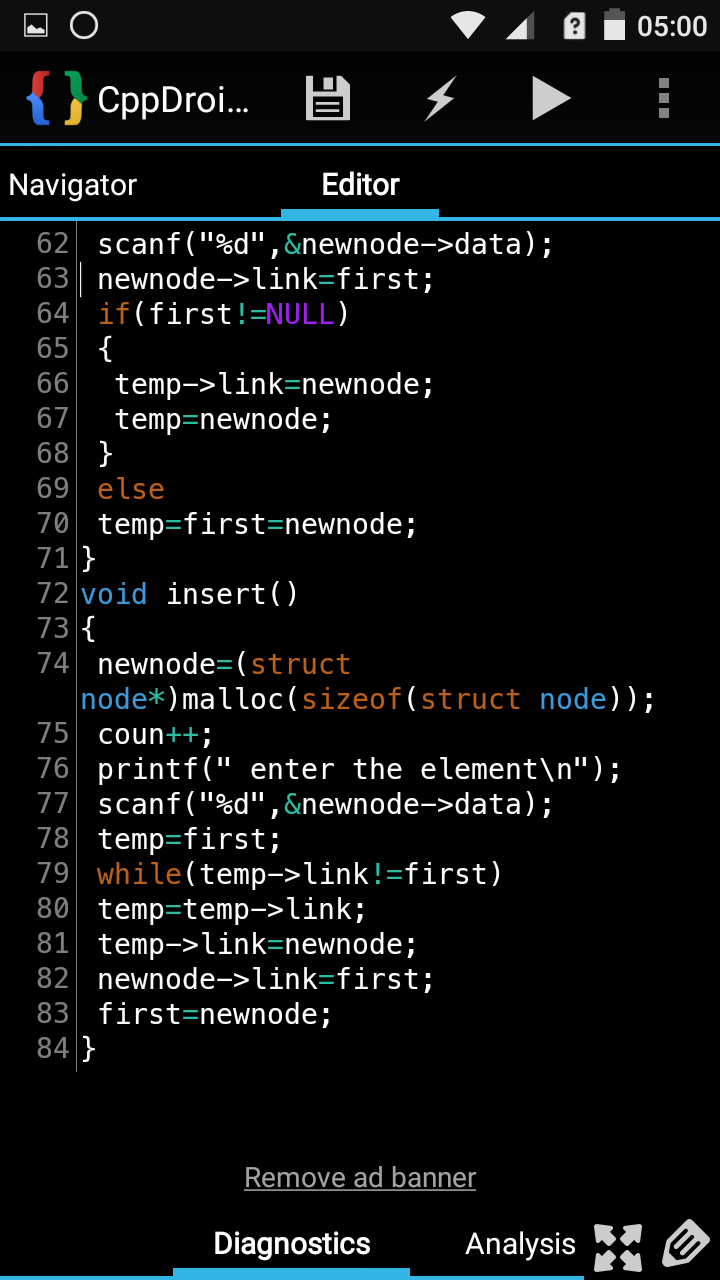 05:00
CppDroi...
Navigator
Editor
62 scanf("%d",&newnode->data);
63 newnode->link=first;
64 if(first!=NULL)
65 {
66 temp->link=newnode;
67 temp=newnode;
68 }
69 else
70 temp=first=newnode;
71 }
72 void insert()
73 {
74 newnode=(struct
node*)malloc(sizeof(struct node));
75 coun++;
76 printf(" enter the element\n");
77 scanf("%d",&newnode->data);
78 temp=first;
79 while(temp->link!=first)
80 temp=temp->link;
81 temp->link=newnode;
82 newnode->link=first;
83 first=newnode;
84 }
Remove ad banner
Diagnostics
Analysis